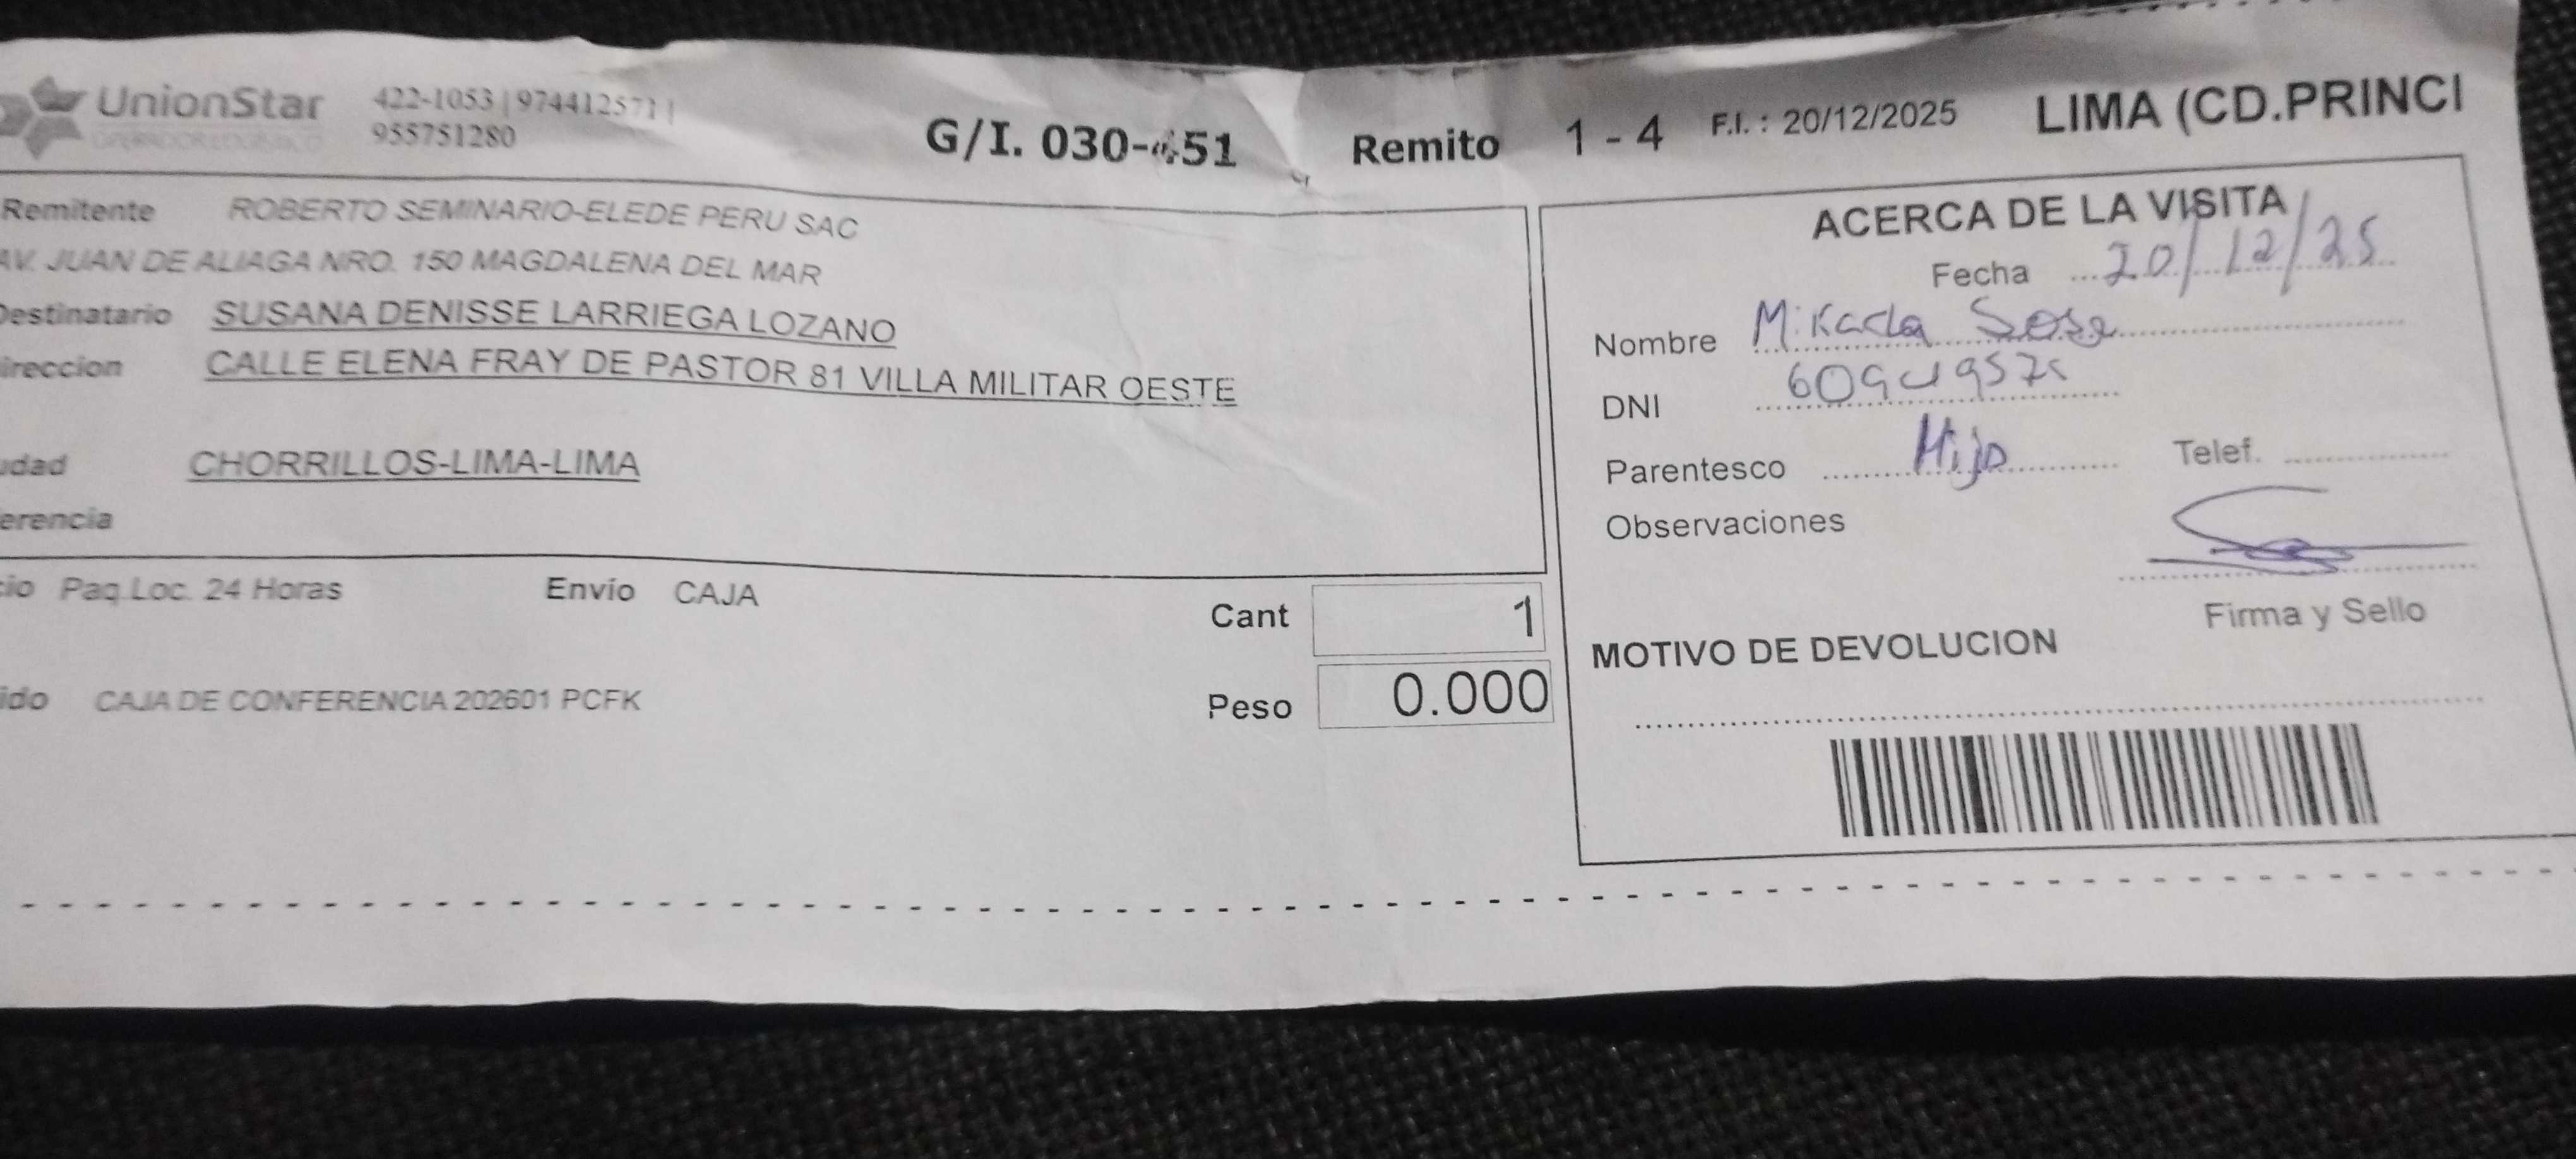 UnionStar
422-1053 | 974412571 |
955751280
G/I. 030- 51 Remito 1 - 4 F.I. : 20/12/2025 LIMA (CD.PRINCI
Remitente ROBERTO SEMINARIO-ELEDE PERU SAC
AV. JUAN DE ALIAGA NRO. 150 MAGDALENA DEL MAR
Destinatario SUSANA DENISSE LARRIEGA LOZANO
ireccion CALLE ELENA FRAY DE PASTOR 81 VILLA MILITAR OESTE
udad CHORRILLOS-LIMA-LIMA
erencia
cio Paq.Loc. 24 Horas Envío CAJA
Cant 1
ido CAJA DE CONFERENCIA 202601 PCFK
Peso 0.000
ACERCA DE LA VISITA
Fecha 20/12/25
Nombre
DNI
Parentesco Hijo Telef.
Observaciones
Firma y Sello
MOTIVO DE DEVOLUCION